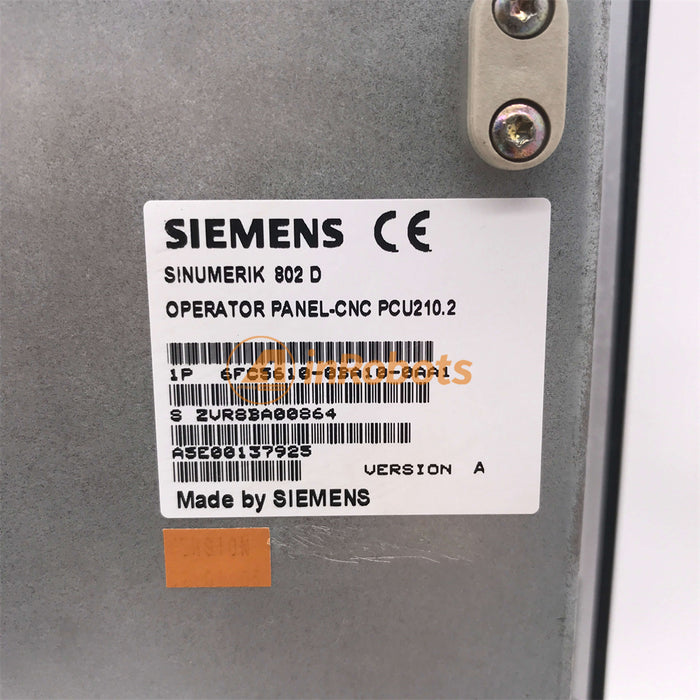 SIEMENS CE
SINUMERIK 802 D
OPERATOR PANEL-CNC PCU210.2
inRobots
1P 6FC5610-0BA10-0AA1
S ZVR8BA00864
A5E00137925
VERSION A
Made by SIEMENS